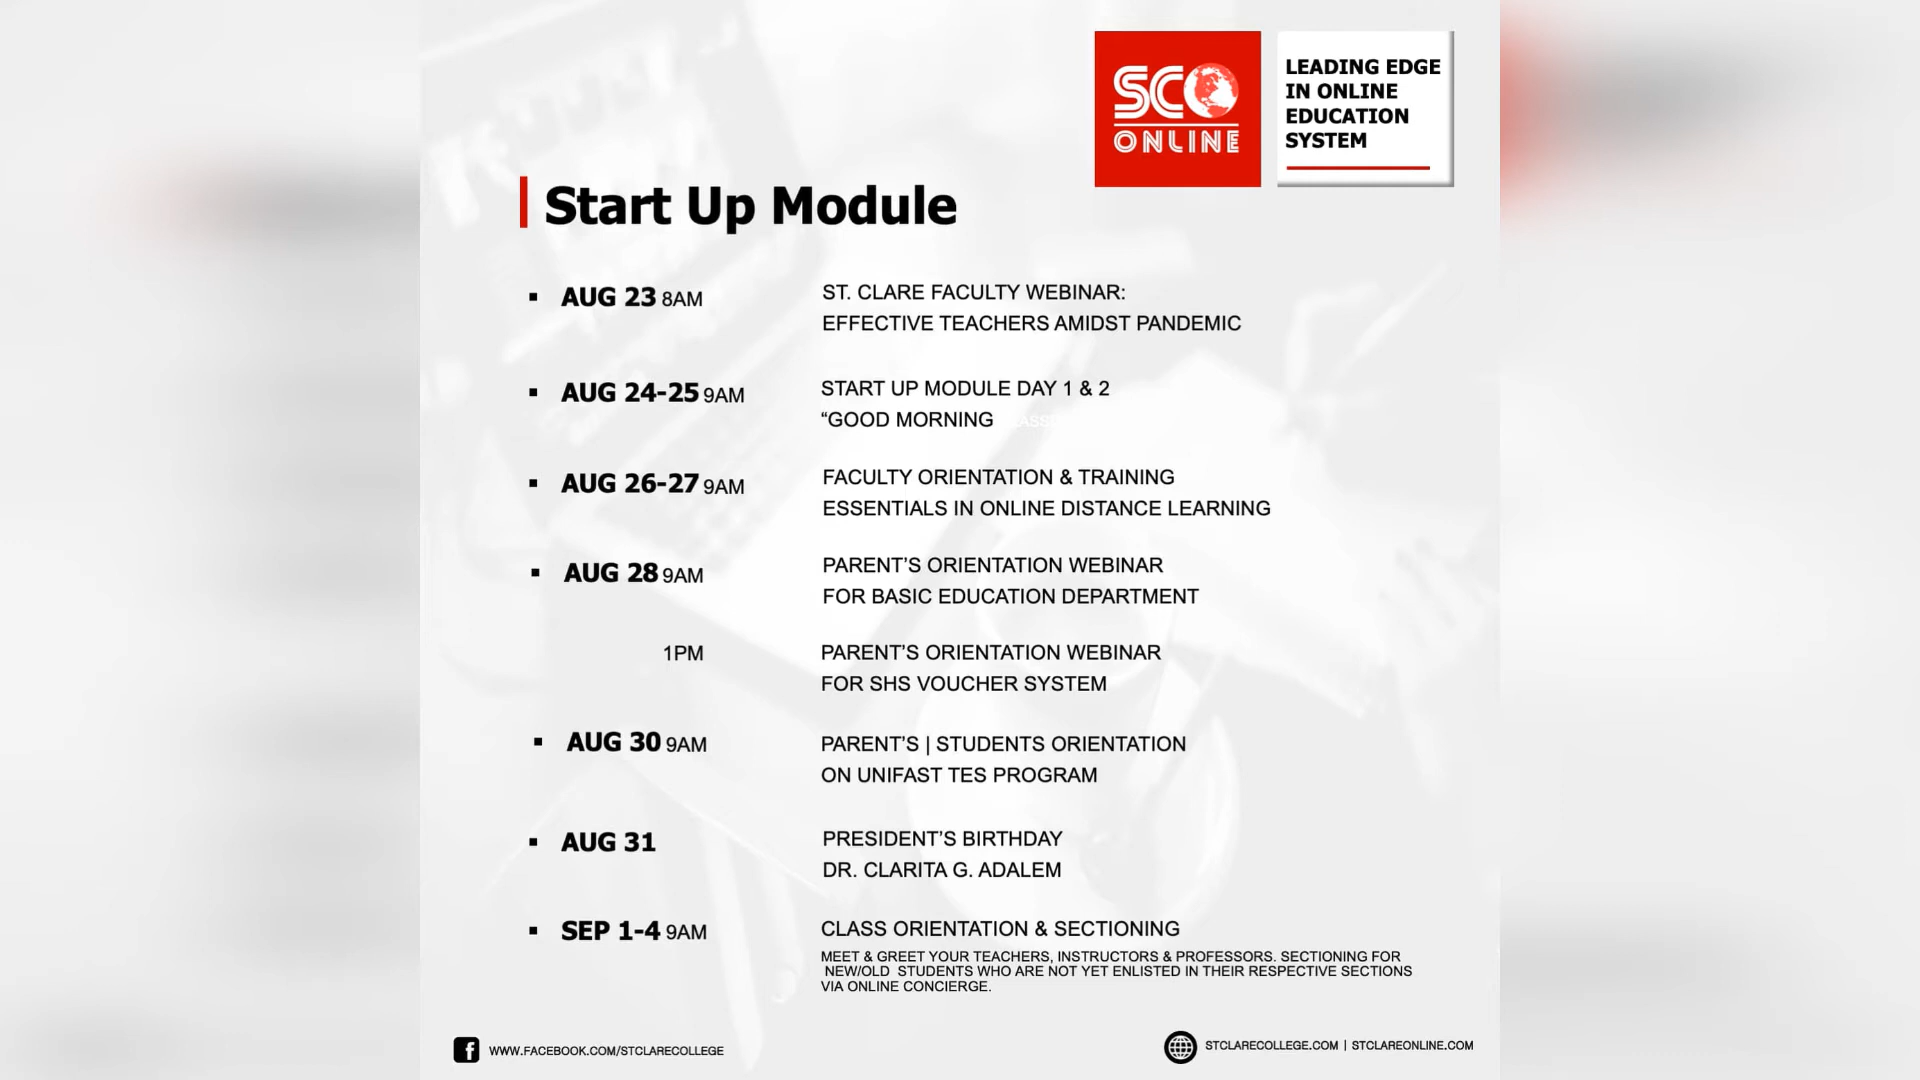 SCO
ONLINE
LEADING EDGE
IN ONLINE
EDUCATION
SYSTEM
Start Up Module
▪ AUG 23 8AM
ST. CLARE FACULTY WEBINAR:
EFFECTIVE TEACHERS AMIDST PANDEMIC
▪ AUG 24-25 9AM
START UP MODULE DAY 1 & 2
“GOOD MORNING
▪ AUG 26-27 9AM
FACULTY ORIENTATION & TRAINING
ESSENTIALS IN ONLINE DISTANCE LEARNING
▪ AUG 28 9AM
PARENT’S ORIENTATION WEBINAR
FOR BASIC EDUCATION DEPARTMENT
1PM
PARENT’S ORIENTATION WEBINAR
FOR SHS VOUCHER SYSTEM
▪ AUG 30 9AM
PARENT’S | STUDENTS ORIENTATION
ON UNIFAST TES PROGRAM
▪ AUG 31
PRESIDENT’S BIRTHDAY
DR. CLARITA G. ADALEM
▪ SEP 1-4 9AM
CLASS ORIENTATION & SECTIONING
MEET & GREET YOUR TEACHERS, INSTRUCTORS & PROFESSORS. SECTIONING FOR
NEW/OLD STUDENTS WHO ARE NOT YET ENLISTED IN THEIR RESPECTIVE SECTIONS
VIA ONLINE CONCIERGE.
WWW.FACEBOOK.COM/STCLARECOLLEGE
STCLARECOLLEGE.COM | STCLAREONLINE.COM